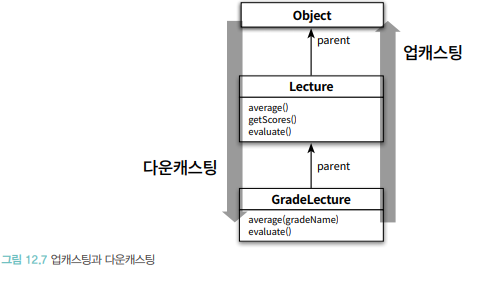 Object
parent
업캐스팅
Lecture
average()
getScores()
evaluate()
다운캐스팅
parent
GradeLecture
average(gradeName)
evaluate()
그림 12.7 업캐스팅과 다운캐스팅